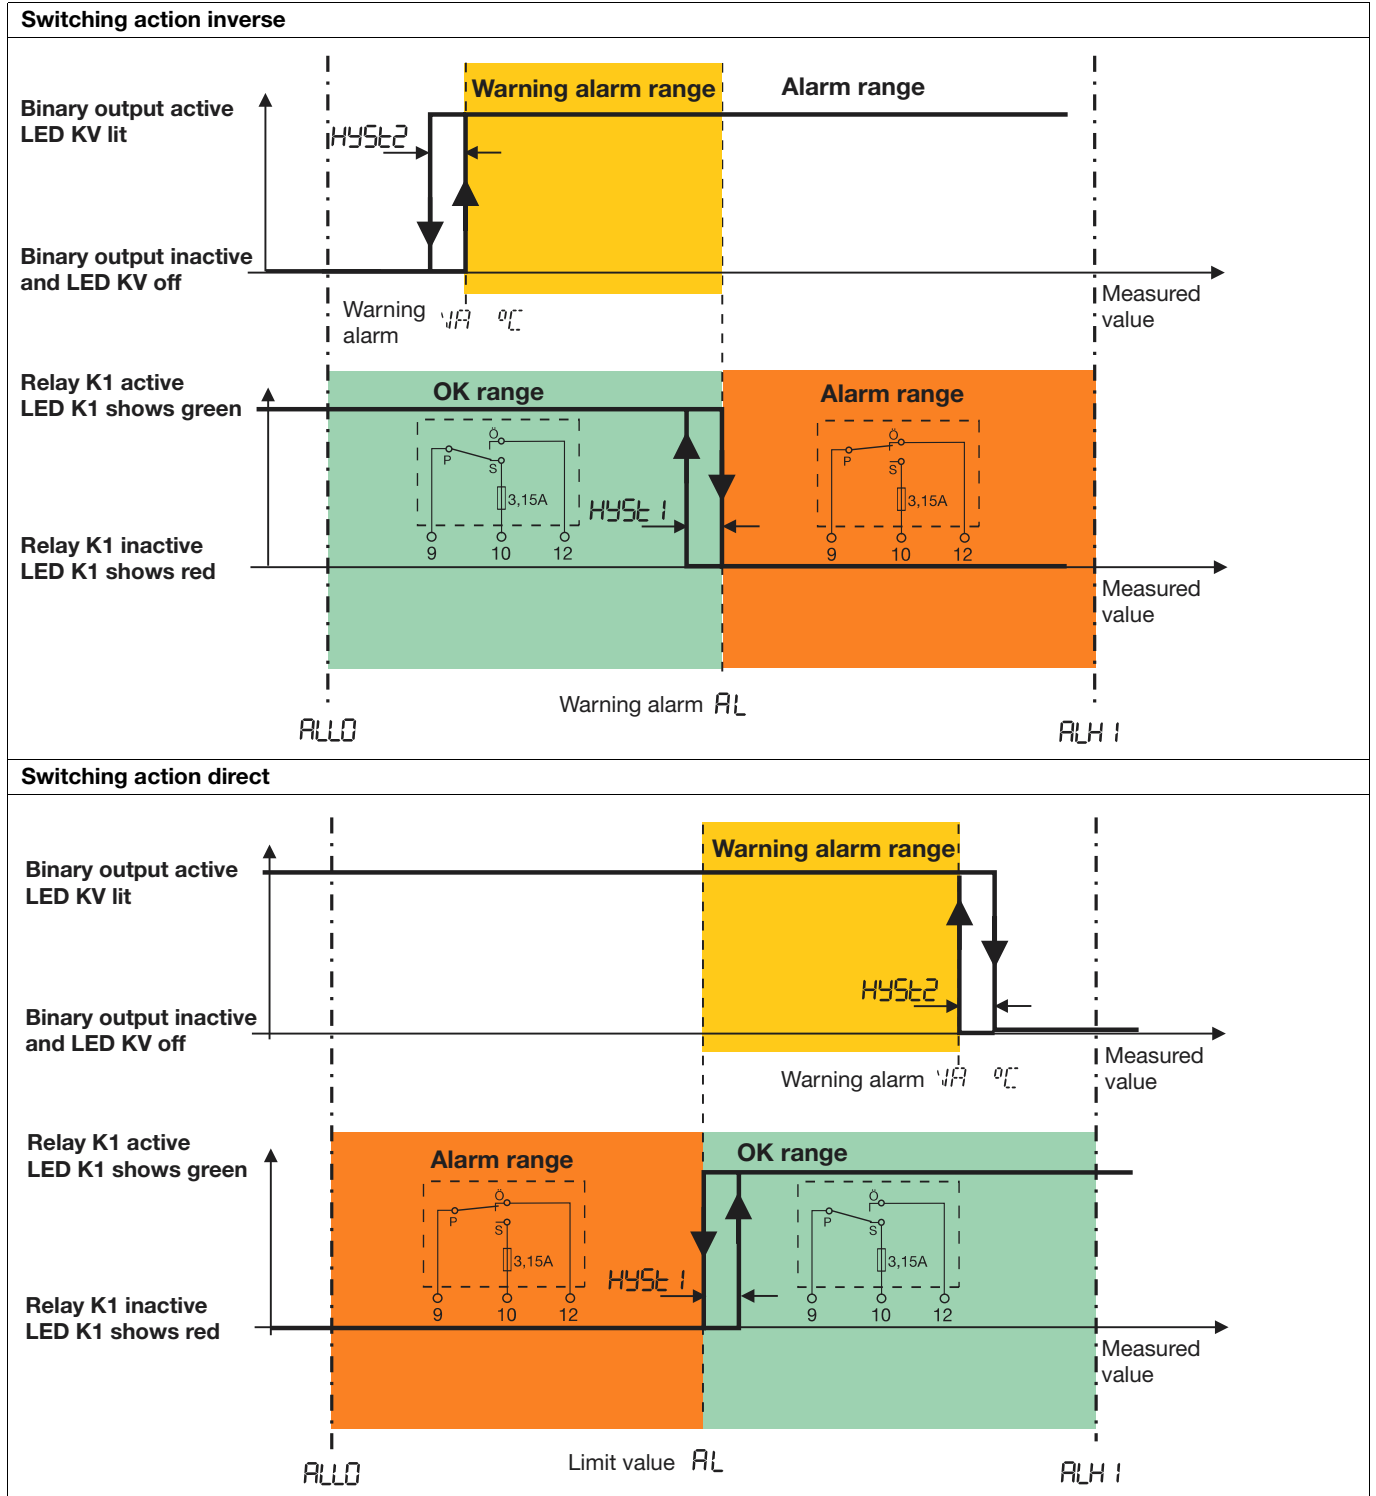 Switching action inverse
Binary output active
LED KV lit
Warning alarm range
Alarm range
HYSt2
Binary output inactive
and LED KV off
Measured
value
Warning
alarm
VA °C
Relay K1 active
LED K1 shows green
OK range
Alarm range
Ö
P
S
3,15A
9 10 12
HYSt1
Ö
P
S
3,15A
9 10 12
Relay K1 inactive
LED K1 shows red
Measured
value
Warning alarm AL
ALLO
ALHI
Switching action direct
Binary output active
LED KV lit
Warning alarm range
HYSt2
Binary output inactive
and LED KV off
Measured
value
Warning alarm VA °C
Relay K1 active
LED K1 shows green
Alarm range
OK range
Ö
P
S
3,15A
9 10 12
HYSt1
Ö
P
S
3,15A
9 10 12
Relay K1 inactive
LED K1 shows red
Measured
value
Limit value AL
ALLO
ALHI